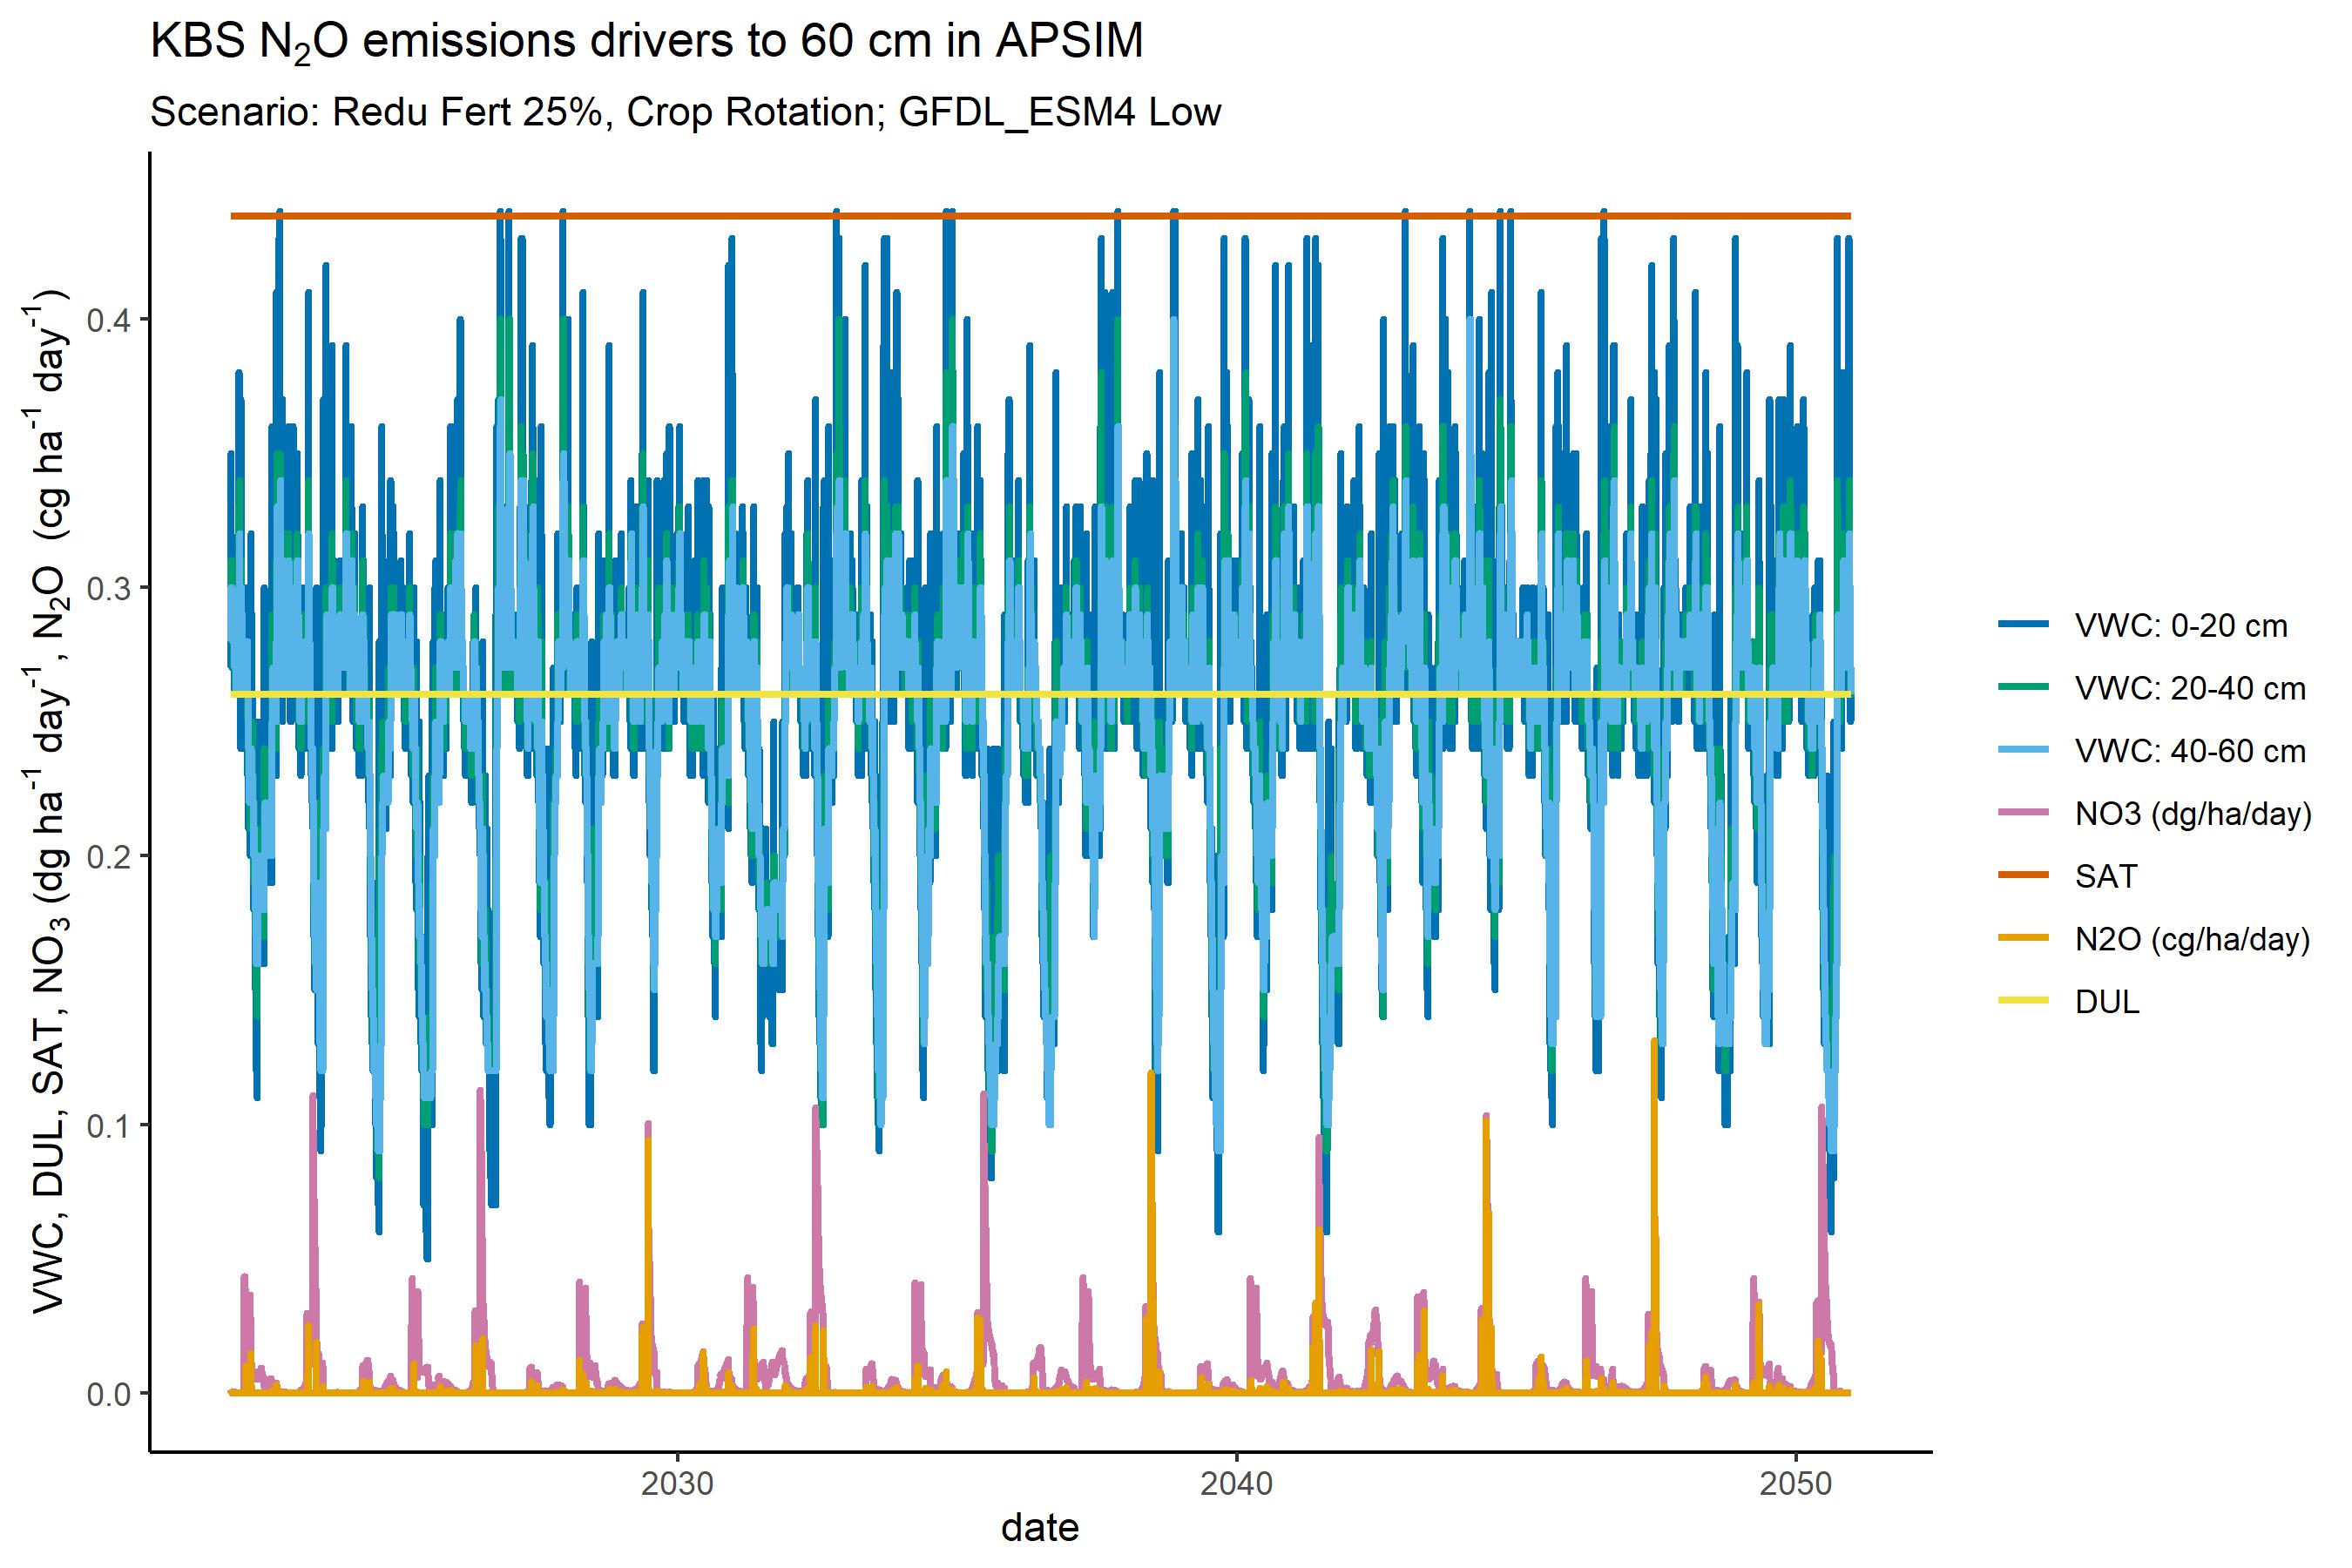 KBS N₂O emissions drivers to 60 cm in APSIM
Scenario: Redu Fert 25%, Crop Rotation; GFDL_ESM4 Low
VWC, DUL, SAT, NO₃ (dg ha⁻¹ day⁻¹, N₂O (cg ha⁻¹ day⁻¹)
0.4
0.3
0.2
0.1
0.0
2030
2040
2050
date
VWC: 0-20 cm
VWC: 20-40 cm
VWC: 40-60 cm
NO3 (dg/ha/day)
SAT
N2O (cg/ha/day)
DUL